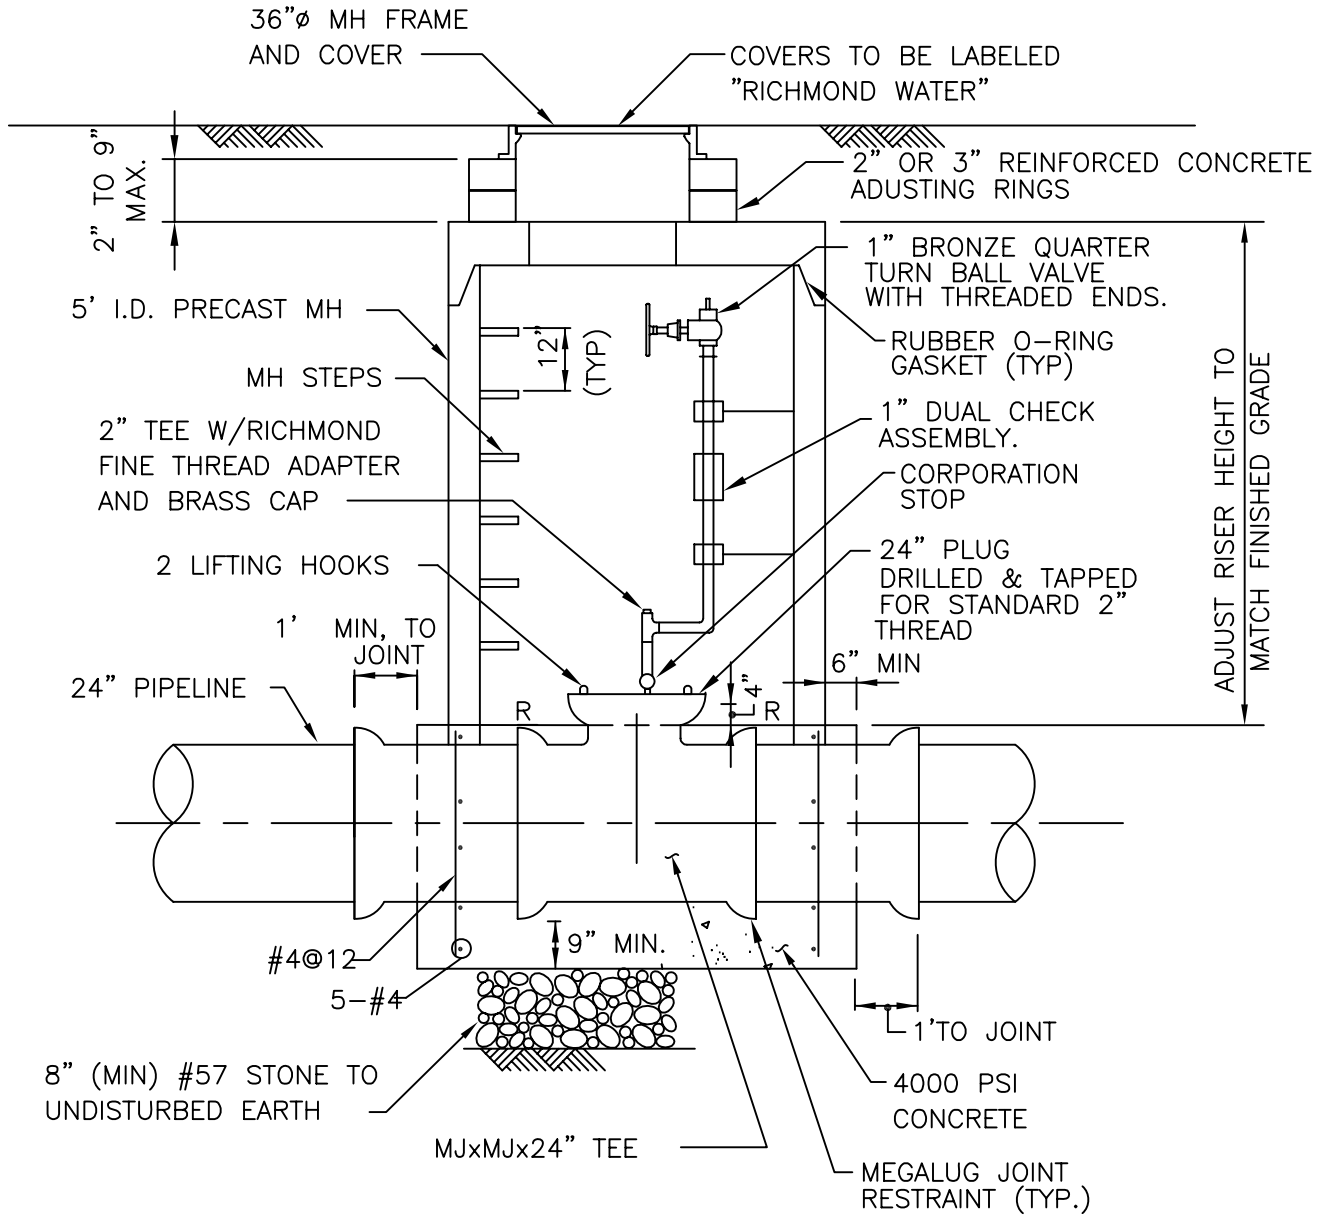 36"ø MH FRAME
AND COVER
COVERS TO BE LABELED
"RICHMOND WATER"
2" TO 9"
MAX.
2" OR 3" REINFORCED CONCRETE
ADUSTING RINGS
1" BRONZE QUARTER
TURN BALL VALVE
WITH THREADED ENDS.
5' I.D. PRECAST MH
12"
(TYP)
RUBBER O-RING
GASKET (TYP)
MH STEPS
1" DUAL CHECK
ASSEMBLY.
2" TEE W/RICHMOND
FINE THREAD ADAPTER
AND BRASS CAP
CORPORATION
STOP
ADJUST RISER HEIGHT TO
MATCH FINISHED GRADE
2 LIFTING HOOKS
24" PLUG
DRILLED & TAPPED
FOR STANDARD 2"
THREAD
1' MIN, TO
JOINT
6" MIN
24" PIPELINE
4"
R
R
#4@12
9" MIN.
5-#4
1'TO JOINT
8" (MIN) #57 STONE TO
UNDISTURBED EARTH
4000 PSI
CONCRETE
MJxMJx24" TEE
MEGALUG JOINT
RESTRAINT (TYP.)